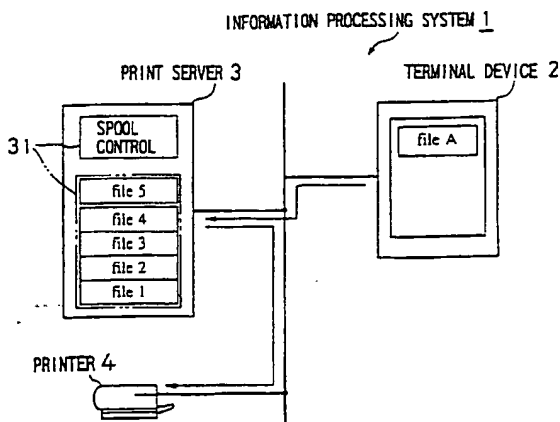 INFORMATION PROCESSING SYSTEM 1
PRINT SERVER 3
TERMINAL DEVICE 2
SPOOL
CONTROL
file A
31
file 5
file 4
file 3
file 2
file 1
PRINTER 4